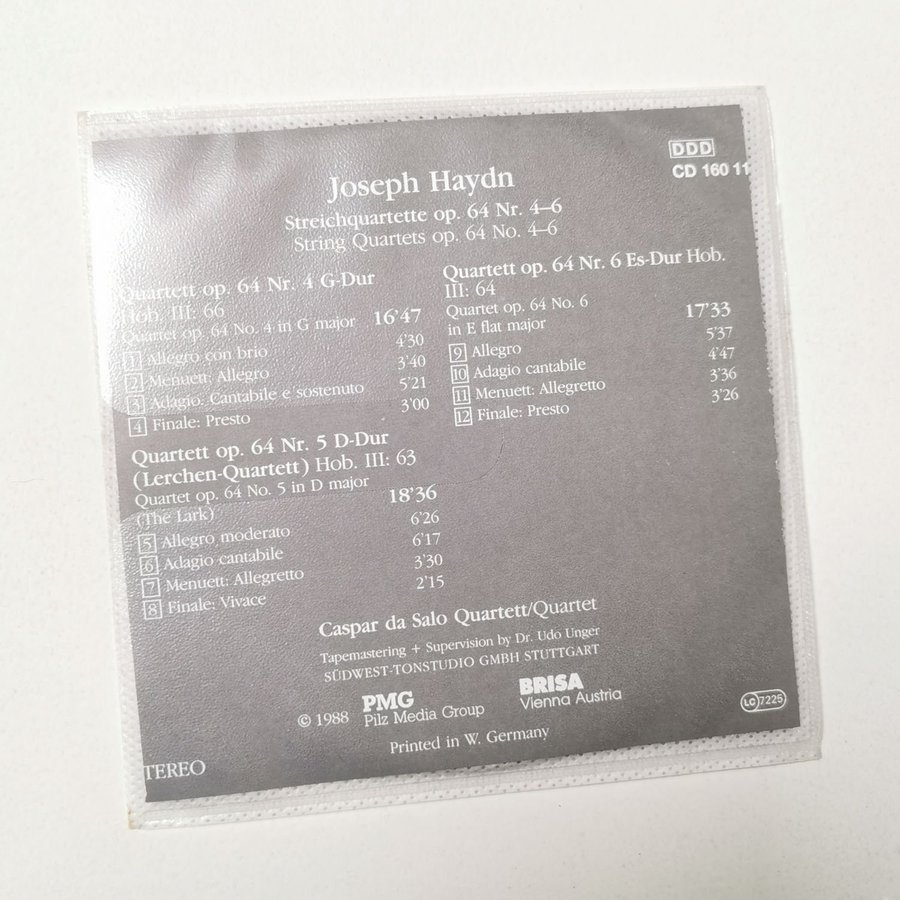 DDD
CD 160 11
Joseph Haydn
Streichquartette op. 64 Nr. 4–6
String Quartets op. 64 No. 4–6
Quartett op. 64 Nr. 4 G-Dur
Hob. III: 66
Quartet op. 64 No. 4 in G major 16'47
1 Allegro con brio 4'30
2 Menuett: Allegro 3'40
3 Adagio. Cantabile e sostenuto 5'21
4 Finale: Presto 3'00
Quartett op. 64 Nr. 5 D-Dur
(Lerchen-Quartett) Hob. III: 63
Quartet op. 64 No. 5 in D major
(The Lark) 18'36
5 Allegro moderato 6'26
6 Adagio cantabile 6'17
7 Menuett: Allegretto 3'30
8 Finale: Vivace 2'15
Quartett op. 64 Nr. 6 Es-Dur Hob.
III: 64
Quartet op. 64 No. 6
in E flat major 17'33
9 Allegro 5'37
10 Adagio cantabile 4'47
11 Menuett: Allegretto 3'36
12 Finale: Presto 3'26
Caspar da Salo Quartett/Quartet
Tapemastering + Supervision by Dr. Udo Unger
SÜDWEST-TONSTUDIO GMBH STUTTGART
© 1988 PMG
Pilz Media Group
BRISA
Vienna Austria
LC 7225
Printed in W. Germany
TEREO